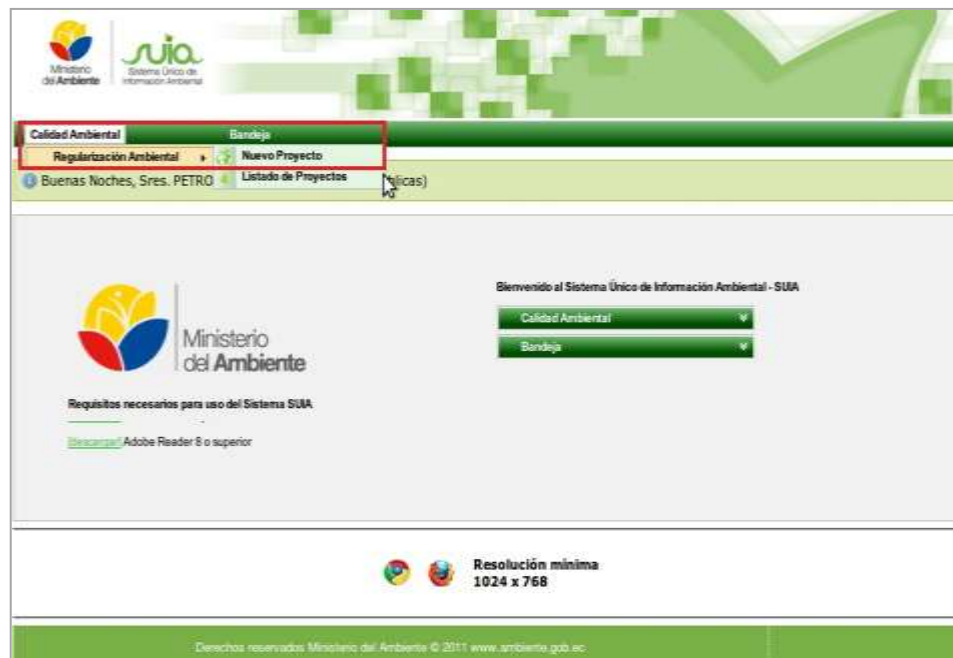 Ministerio
del Ambiente
suia
Sistema Único de
Información Ambiental
Calidad Ambiental
Bandeja
Regularización Ambiental
Nuevo Proyecto
Listado de Proyectos
Buenas Noches, Sres. PETRO
licas)
Bienvenido al Sistema Único de Información Ambiental - SUIA
Calidad Ambiental
Bandeja
Ministerio
del Ambiente
Requisitos necesarios para uso del Sistema SUIA
[descargar] Adobe Reader 8 o superior
Resolución mínima
1024 x 768
Derechos reservados Ministerio del Ambiente © 2011 www.ambiente.gob.ec